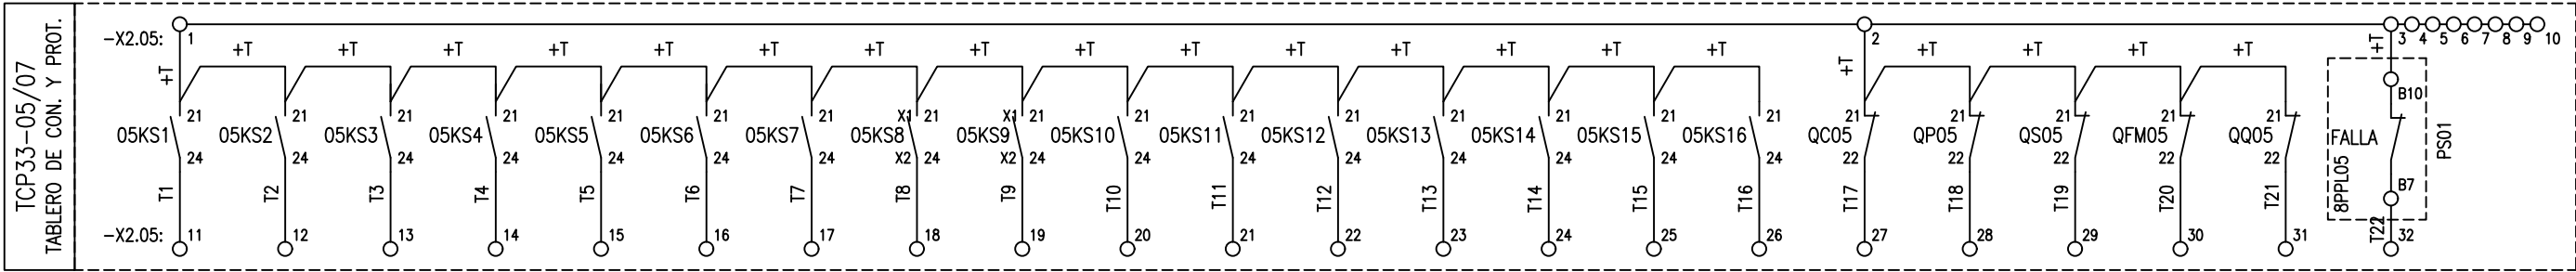 TCP33-05/07
TABLERO DE CON. Y PROT.
-X2.05: 1 2 3 4 5 6 7 8 9 10
+T +T +T +T +T +T +T +T +T +T +T +T +T +T +T +T +T +T +T +T
+T +T +T
21 21 21 21 21 21 21 X1 21 X1 21 21 21 21 21 21 21 21 21 21 21 21 21 B10
05KS1 05KS2 05KS3 05KS4 05KS5 05KS6 05KS7 05KS8 05KS9 05KS10 05KS11 05KS12 05KS13 05KS14 05KS15 05KS16 QC05 QP05 QS05 QFM05 QQ05 FALLA PS01
24 24 24 24 24 24 24 X2 24 X2 24 24 24 24 24 24 24 24 22 22 22 22 22 B7
T1 T2 T3 T4 T5 T6 T7 T8 T9 T10 T11 T12 T13 T14 T15 T16 T17 T18 T19 T20 T21 8PPL05 T22
-X2.05: 11 12 13 14 15 16 17 18 19 20 21 22 23 24 25 26 27 28 29 30 31 32